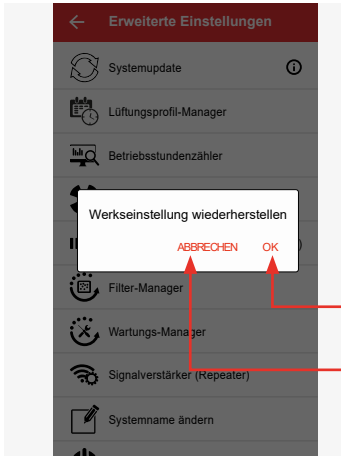 Erweiterte Einstellungen
Systemupdate
Lüftungsprofil-Manager
Betriebsstundenzähler
Werkseinstellung wiederherstellen
ABBRECHEN OK
)
Filter-Manager
Wartungs-Manager
Signalverstärker (Repeater)
Systemname ändern